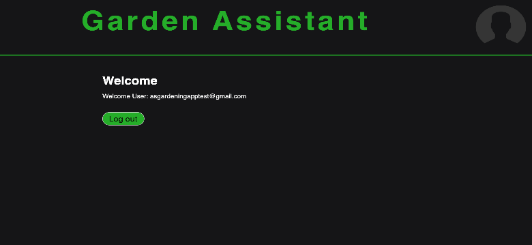 Garden Assistant
Welcome
Welcome User: asgardeningapptest@gmail.com
Log out